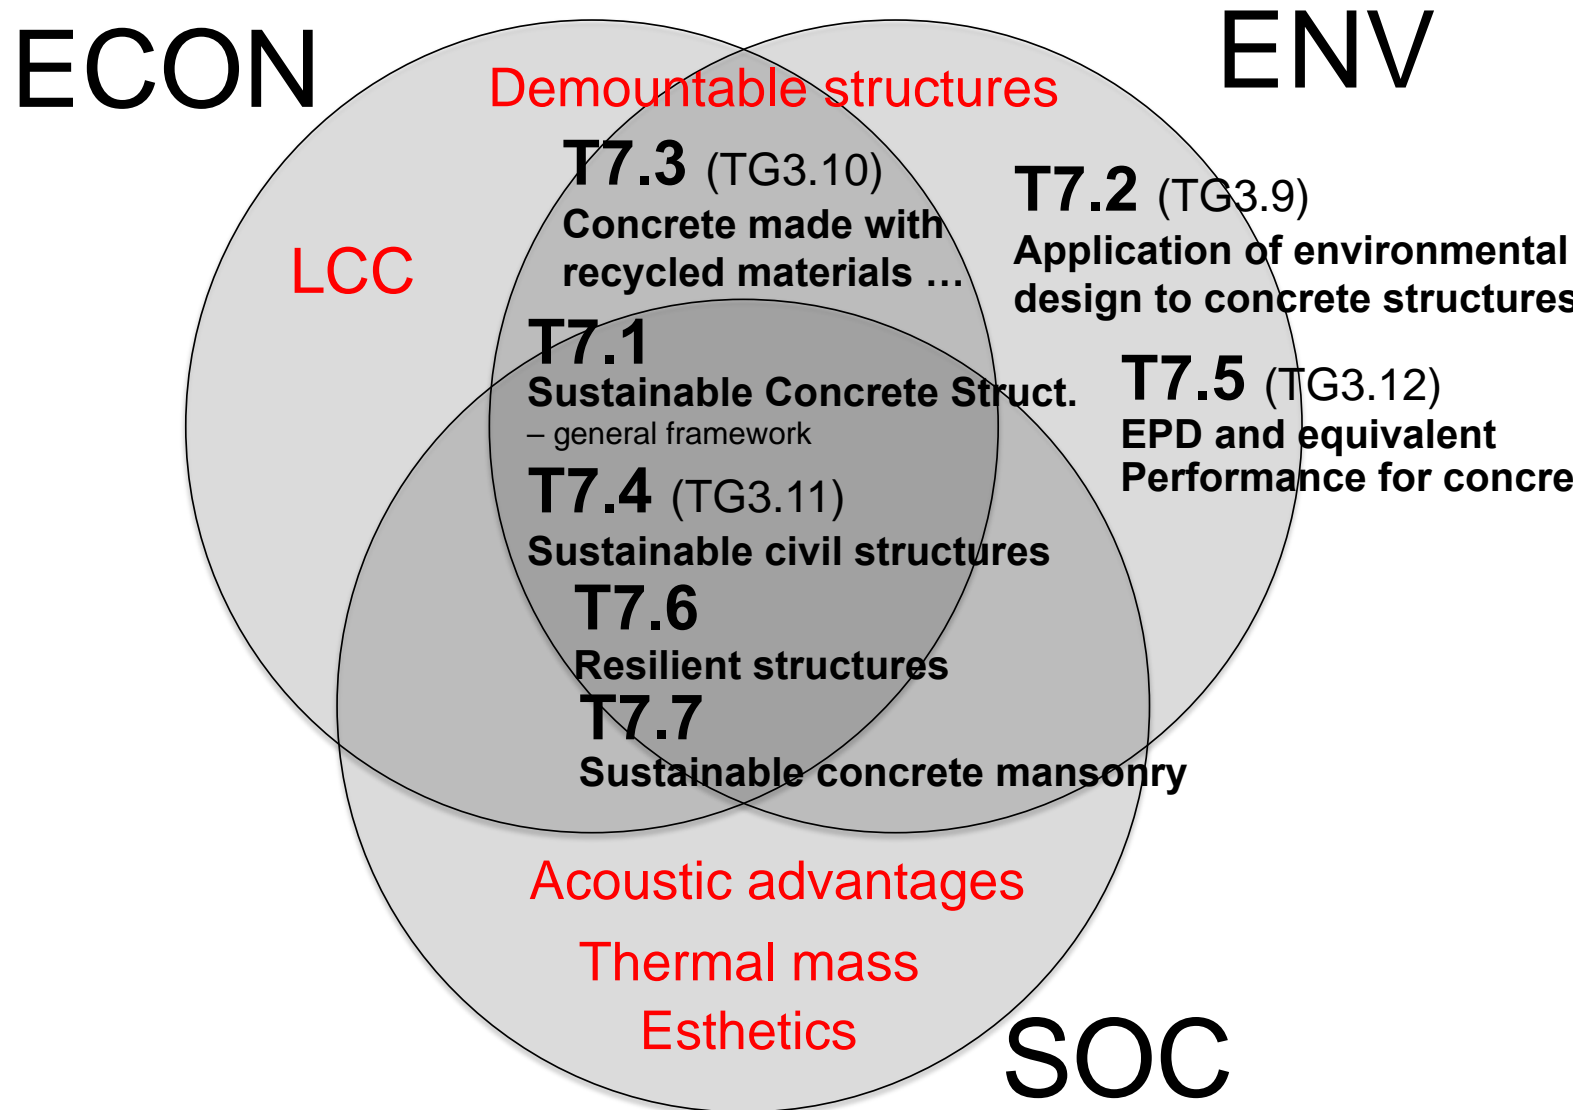 ECON
ENV
Demountable structures
T7.3 (TG3.10)
Concrete made with
recycled materials …
T7.2 (TG3.9)
Application of environmental
design to concrete structures
LCC
T7.1
Sustainable Concrete Struct.
– general framework
T7.5 (TG3.12)
EPD and equivalent
Performance for concre
T7.4 (TG3.11)
Sustainable civil structures
T7.6
Resilient structures
T7.7
Sustainable concrete mansonry
Acoustic advantages
Thermal mass
Esthetics
SOC